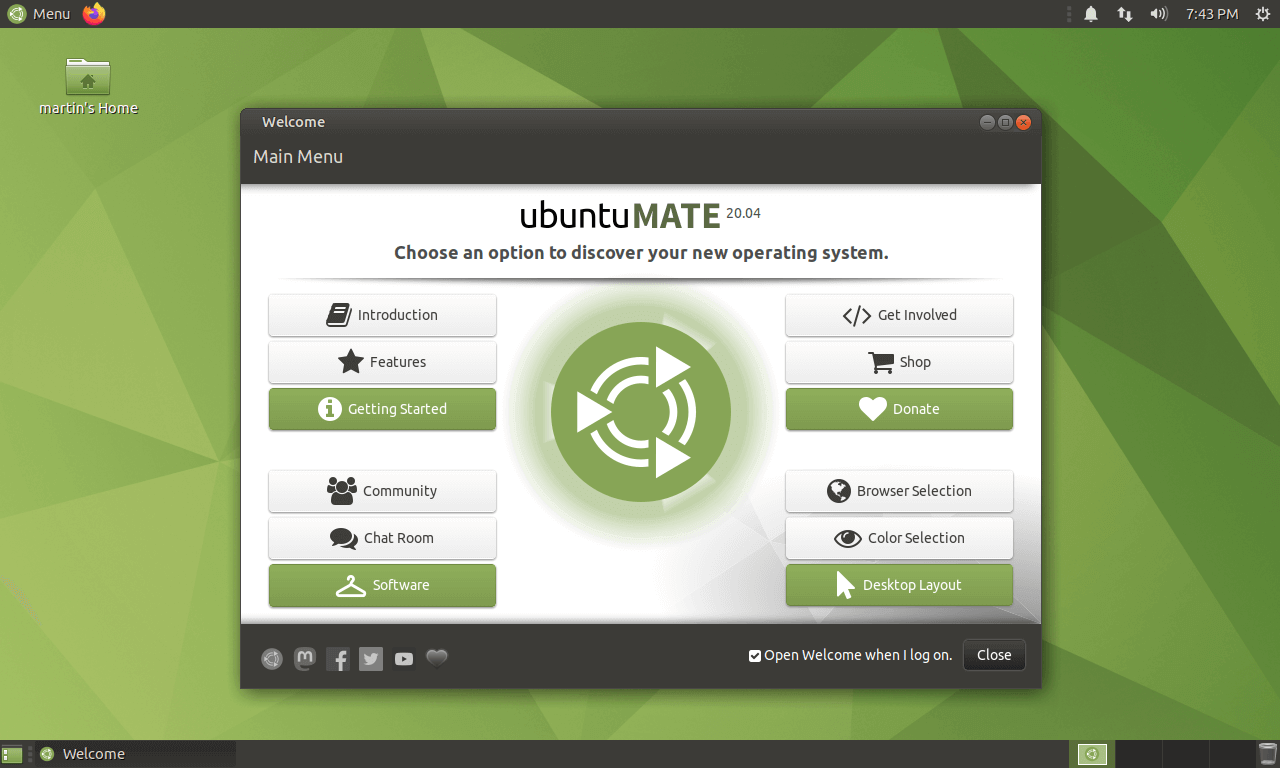 Menu
7:43 PM
martin's Home
Welcome
Main Menu
ubuntu MATE 20.04
Choose an option to discover your new operating system.
Introduction
Features
Getting Started
Community
Chat Room
Software
Get Involved
Shop
Donate
Browser Selection
Color Selection
Desktop Layout
Open Welcome when I log on.
Close
Welcome